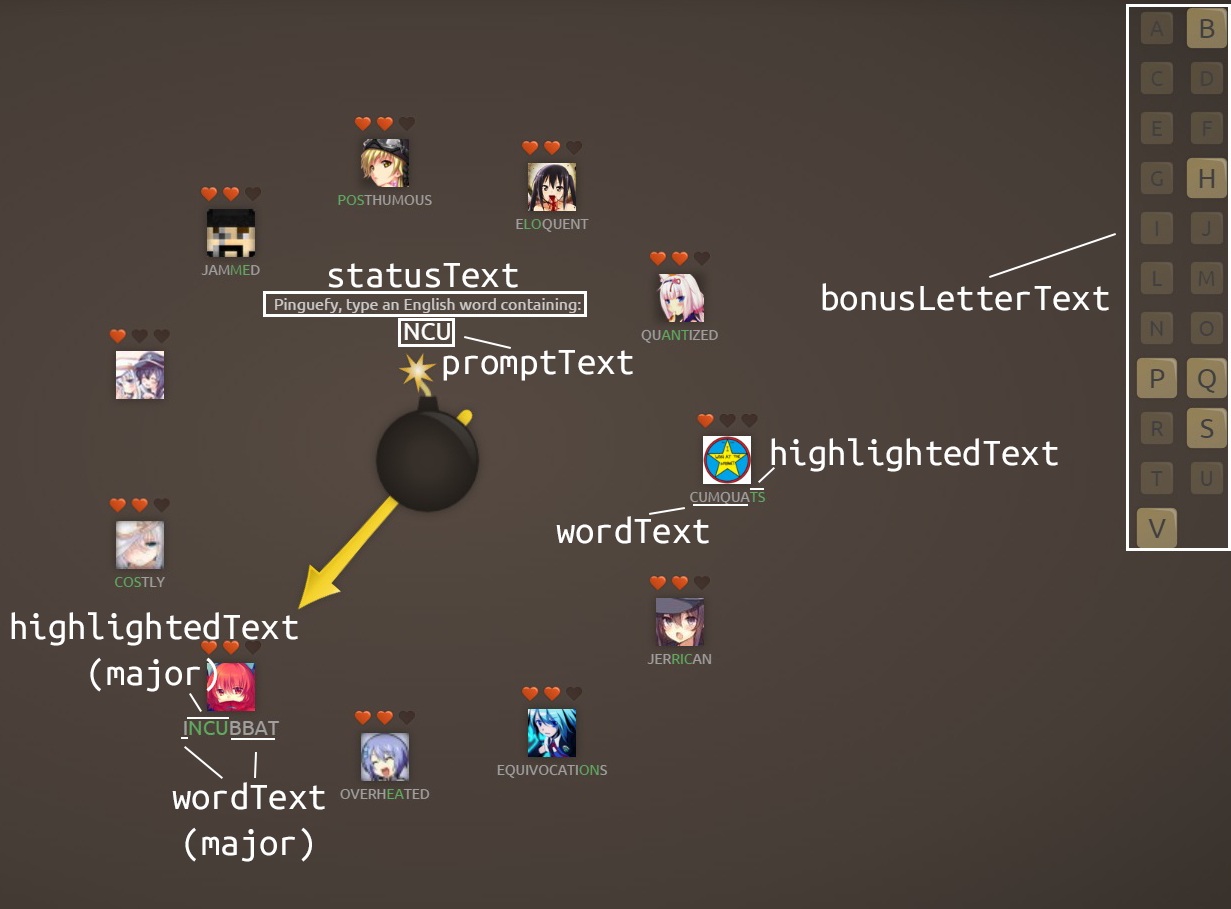 A B
C D
E F
G H
I J
L M
N O
P Q
R S
T U
V
POSTHUMOUS
ELOQUENT
JAMMED
statusText
Pinguefy, type an English word containing:
NCU
promptText
bonusLetterText
QUANTIZED
highlightedText
CUMQUATS
wordText
COSTLY
highlightedText
(major)
JERRICAN
INCUBBAT
EQUIVOCATIONS
OVERHEATED
wordText
(major)